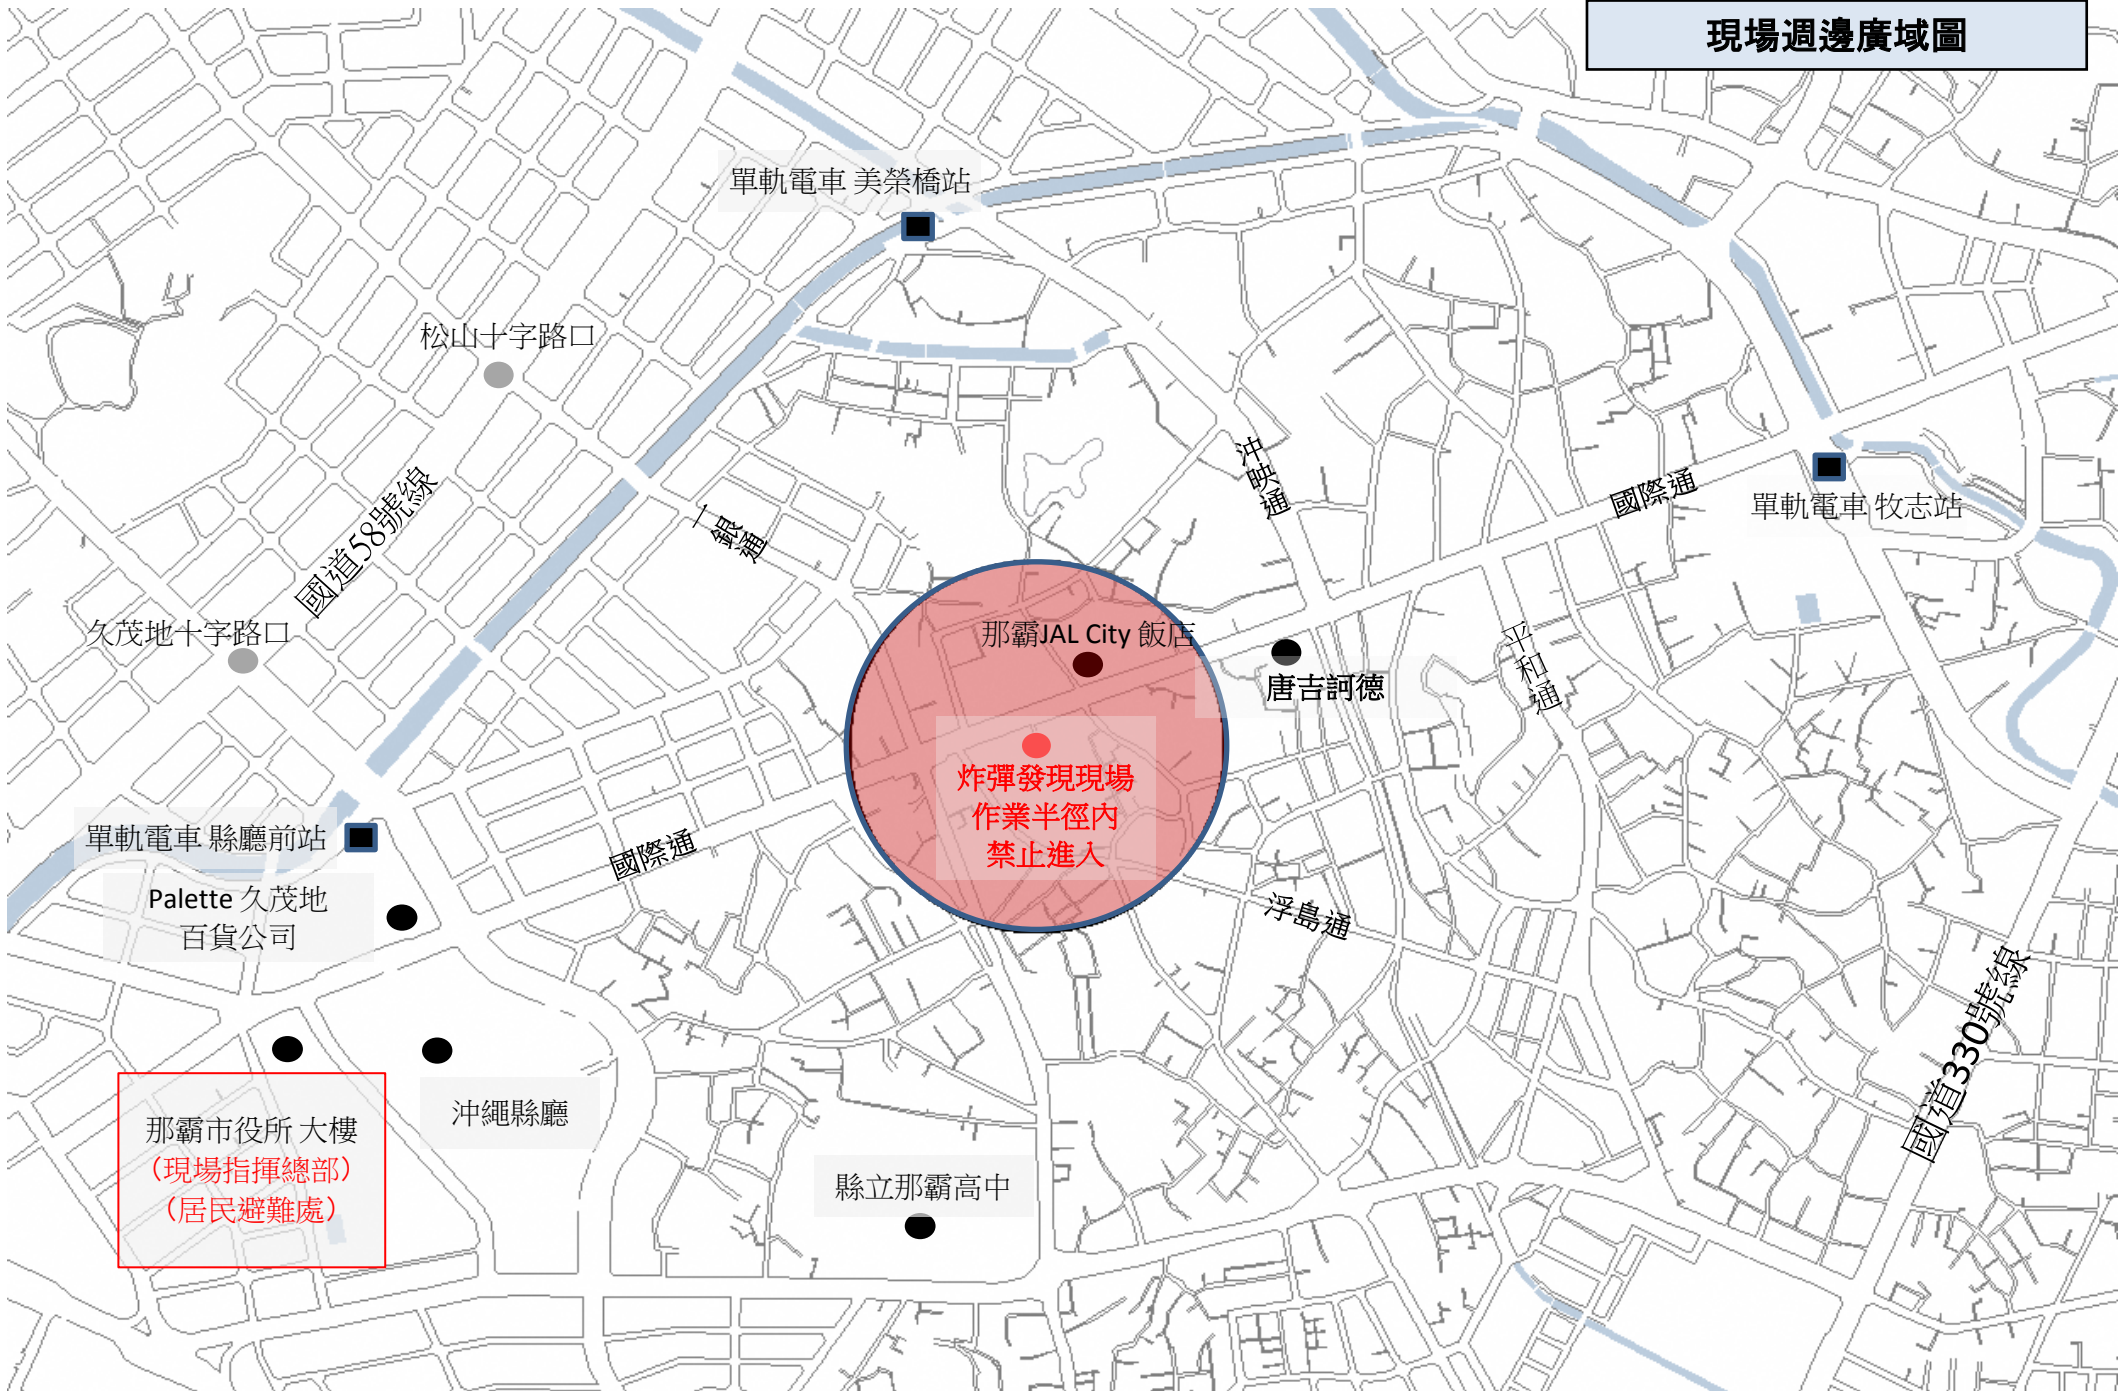 現場週邊廣域圖
單軌電車 美榮橋站
松山十字路口
國道58號線
一銀通
沖映通
國際通
單軌電車 牧志站
久茂地十字路口
那霸JAL City 飯店
唐吉訶德
平和通
炸彈發現現場
作業半徑內
禁止進入
單軌電車 縣廳前站
國際通
Palette 久茂地
百貨公司
浮島通
國道330號線
那霸市役所 大樓
（現場指揮總部）
（居民避難處）
沖繩縣廳
縣立那霸高中